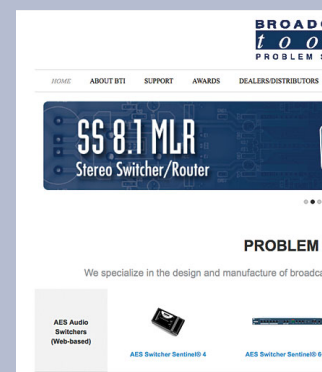 BROADC
too
PROBLEM S
HOME ABOUT BTI SUPPORT AWARDS DEALERS/DISTRIBUTORS
SS 8.1 MLR
Stereo Switcher/Router
PROBLEM
We specialize in the design and manufacture of broadca
AES Audio
Switchers
(Web-based)
AES Switcher Sentinel® 4 AES Switcher Sentinel® 6